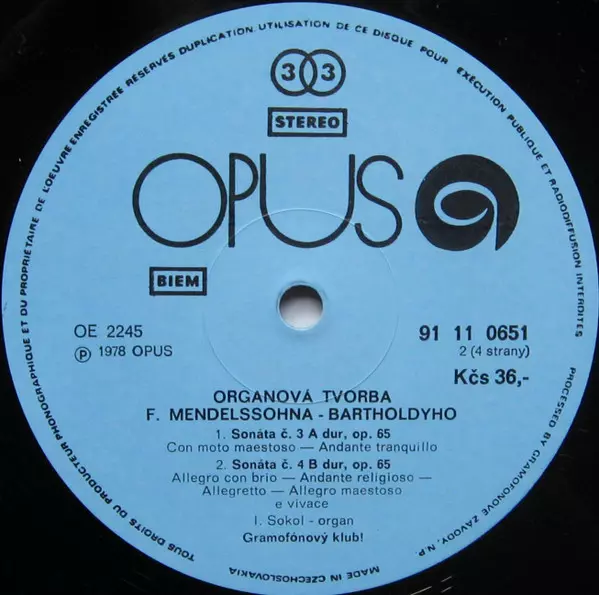 TOUS DROITS DU PRODUCTEUR PHONOGRAPHIQUE ET DU PROPRIÉTAIRE DE L'OEUVRE ENREGISTRÉE RÉSERVÉS DUPLICATION, UTILISATION DE CE DISQUE POUR EXÉCUTION PUBLIQUE ET RADIODIFFUSION INTERDITES
33
STEREO
OPUS
BIEM
OE 2245
℗ 1978 OPUS
91 11 0651
2 (4 strany)
Kčs 36,-
ORGANOVÁ TVORBA
F. MENDELSSOHNA - BARTHOLDYHO
1. Sonáta č. 3 A dur, op. 65
Con moto maestoso — Andante tranquillo
2. Sonáta č. 4 B dur, op. 65
Allegro con brio — Andante religioso —
Allegretto — Allegro maestoso
e vivace
I. Sokol - organ
Gramofónový klub!
MADE IN CZECHOSLOVAKIA
PROCESSED BY GRAMOFONOVÉ ZÁVODY, N.P.